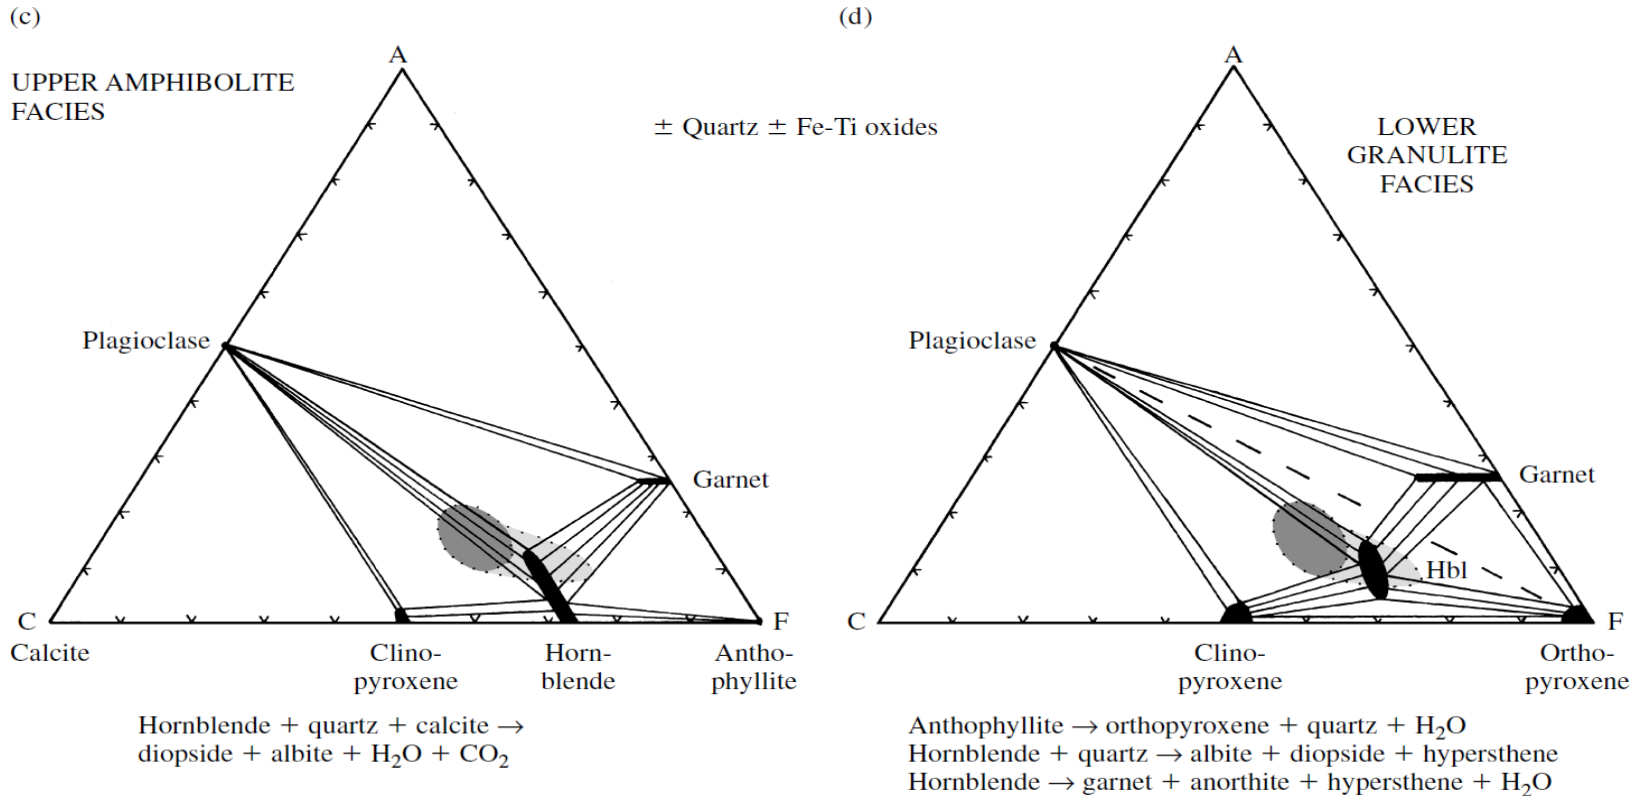 (c)
UPPER AMPHIBOLITE
FACIES
A
Plagioclase
Garnet
C
F
Calcite
Clino-
pyroxene
Horn-
blende
Antho-
phyllite
Hornblende + quartz + calcite →
diopside + albite + H₂O + CO₂
± Quartz ± Fe-Ti oxides
(d)
A
LOWER
GRANULITE
FACIES
Plagioclase
Garnet
Hbl
C
F
Clino-
pyroxene
Ortho-
pyroxene
Anthophyllite → orthopyroxene + quartz + H₂O
Hornblende + quartz → albite + diopside + hypersthene
Hornblende → garnet + anorthite + hypersthene + H₂O